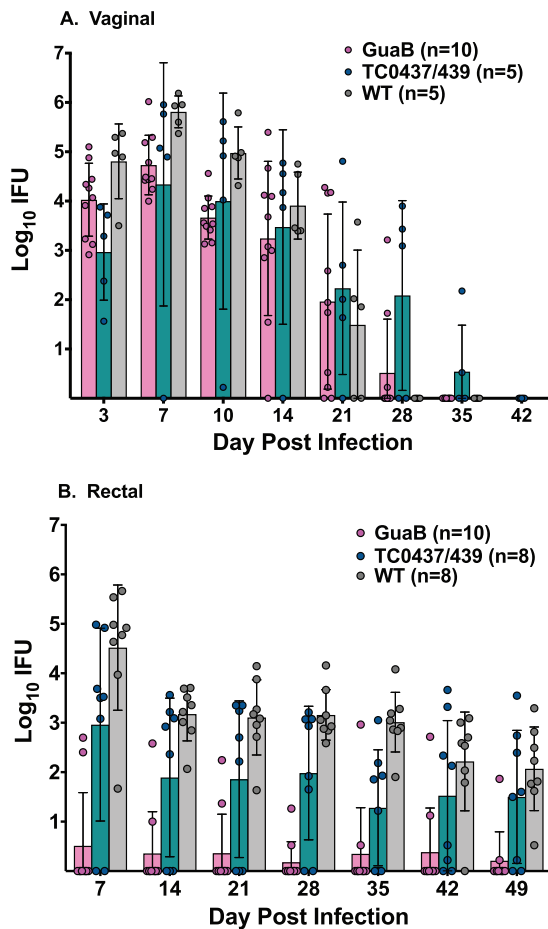 A. Vaginal
GuaB (n=10)
TC0437/439 (n=5)
WT (n=5)
Log10 IFU
7
6
5
4
3
2
1
3 7 10 14 21 28 35 42
Day Post Infection
B. Rectal
GuaB (n=10)
TC0437/439 (n=8)
WT (n=8)
Log10 IFU
7
6
5
4
3
2
1
7 14 21 28 35 42 49
Day Post Infection